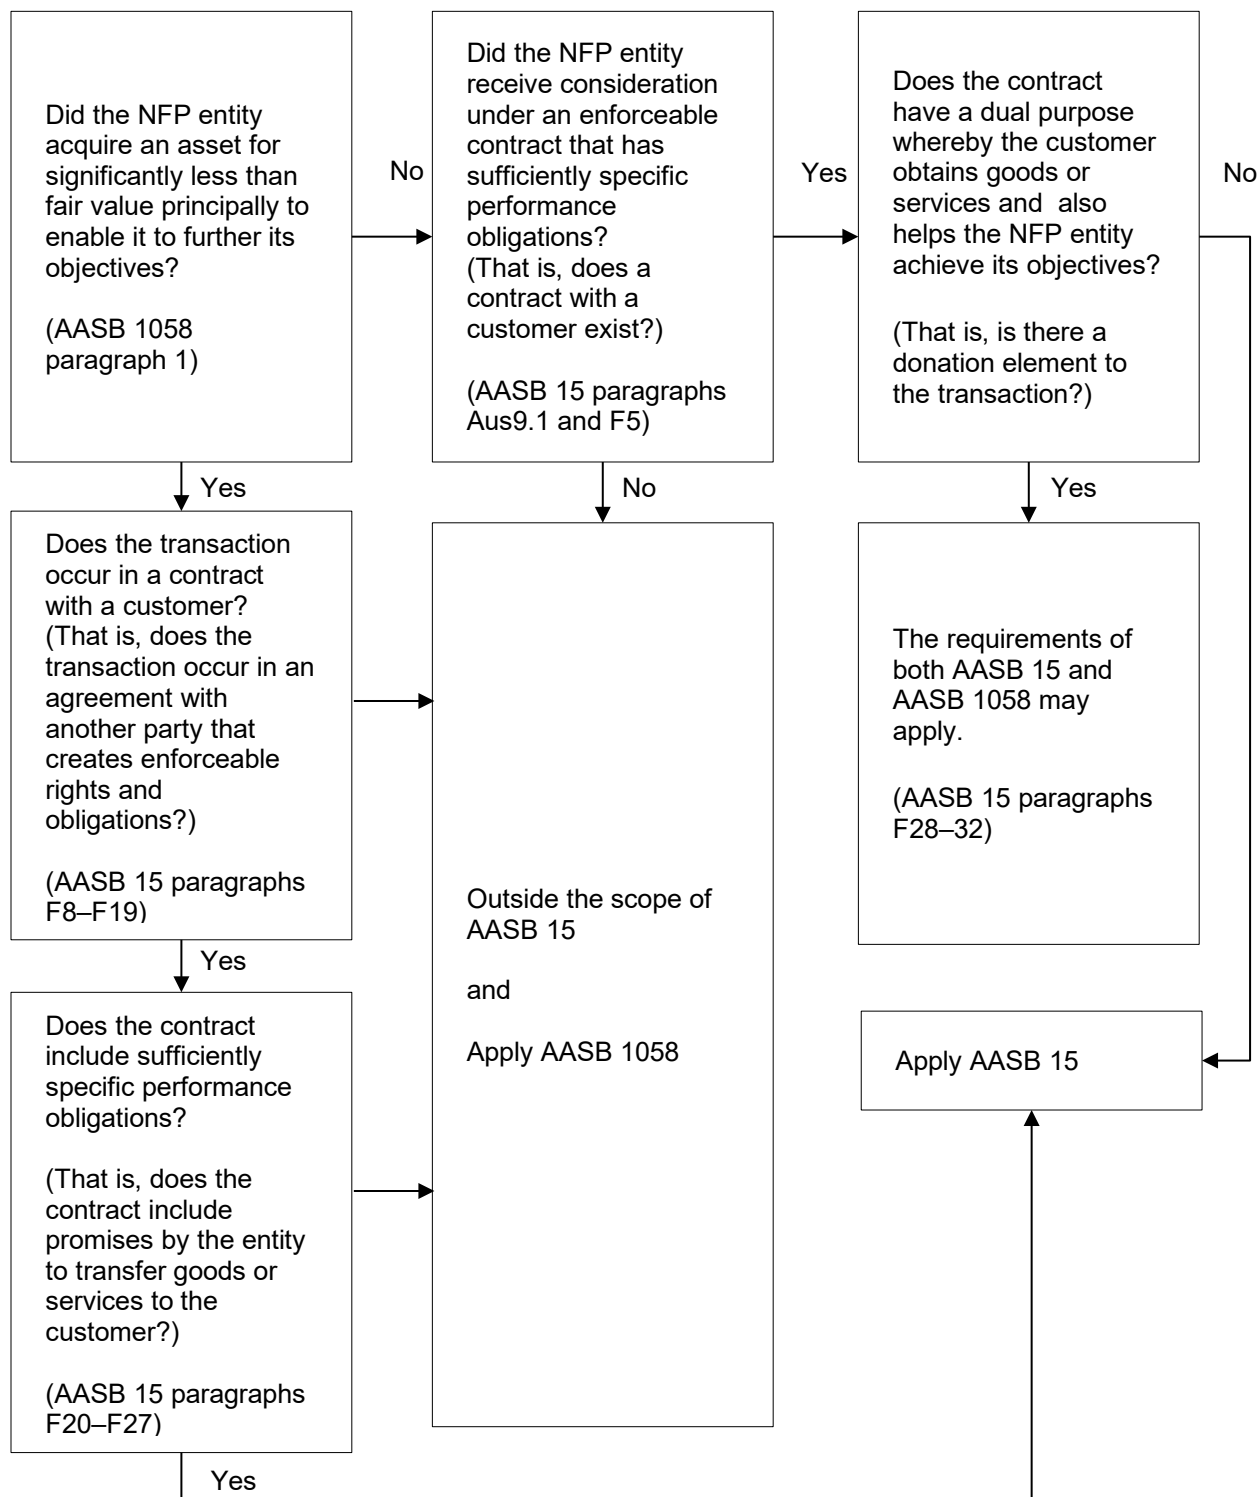 Did the NFP entity
acquire an asset for
significantly less than
fair value principally to
enable it to further its
objectives?
(AASB 1058
paragraph 1)
No
Did the NFP entity
receive consideration
under an enforceable
contract that has
sufficiently specific
performance
obligations?
(That is, does a
contract with a
customer exist?)
(AASB 15 paragraphs
Aus9.1 and F5)
Yes
Does the contract
have a dual purpose
whereby the customer
obtains goods or
services and also
helps the NFP entity
achieve its objectives?
(That is, is there a
donation element to
the transaction?)
No
Yes
No
Yes
Does the transaction
occur in a contract
with a customer?
(That is, does the
transaction occur in an
agreement with
another party that
creates enforceable
rights and
obligations?)
(AASB 15 paragraphs
F8–F19)
Outside the scope of
AASB 15
and
Apply AASB 1058
The requirements of
both AASB 15 and
AASB 1058 may
apply.
(AASB 15 paragraphs
F28–32)
Yes
Does the contract
include sufficiently
specific performance
obligations?
(That is, does the
contract include
promises by the entity
to transfer goods or
services to the
customer?)
(AASB 15 paragraphs
F20–F27)
Apply AASB 15
Yes